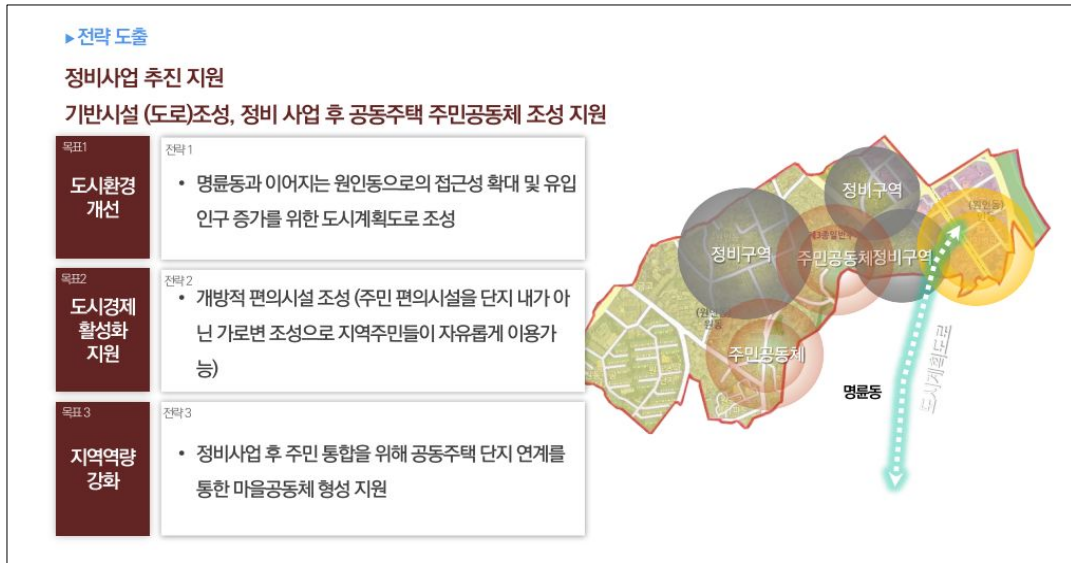 ▸전략 도출
정비사업 추진 지원
기반시설 (도로)조성, 정비 사업 후 공동주택 주민공동체 조성 지원
목표1
도시환경
개선
전략 1
• 명륜동과 이어지는 원인동으로의 접근성 확대 및 유입
인구 증가를 위한 도시계획도로 조성
목표2
도시경제
활성화
지원
전략 2
• 개방적 편의시설 조성 (주민 편의시설을 단지 내가 아
닌 가로변 조성으로 지역주민들이 자유롭게 이용가
능)
목표 3
지역역량
강화
전략 3
• 정비사업 후 주민 통합을 위해 공동주택 단지 연계를
통한 마을공동체 형성 지원
정비구역
(원인동)
원동
정비구역
주민공동체
정비구역
(원인동)
원동
주민공동체
명륜동
도시계획도로